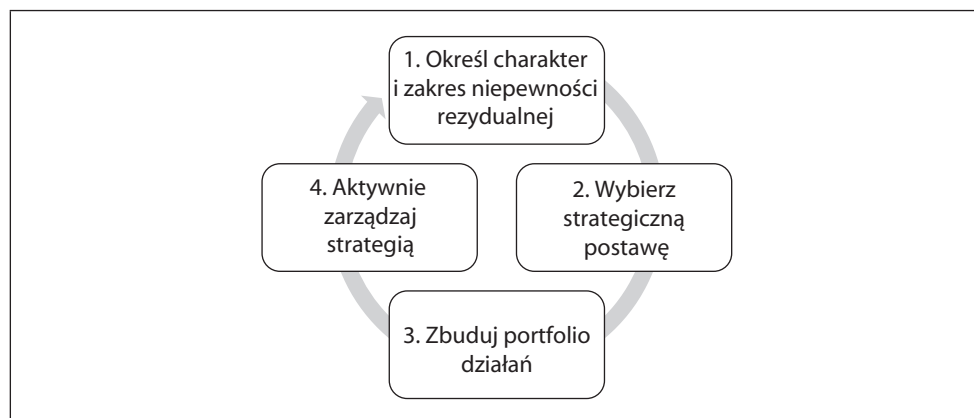 1. Określ charakter
i zakres niepewności
rezydualnej
2. Wybierz
strategiczną
postawę
3. Zbuduj portfolio
działań
4. Aktywnie
zarządzaj
strategią